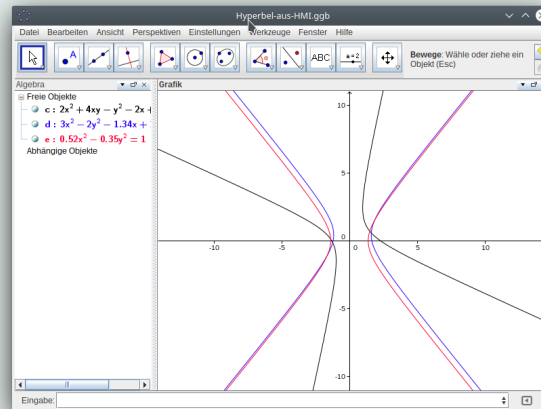 Hyperbel-aus-HMI.ggb
Datei Bearbeiten Ansicht Perspektiven Einstellungen Werkzeuge Fenster Hilfe
A
ABC
a = 2
Bewege: Wähle oder ziehe ein
Objekt (Esc)
Algebra
Grafik
Freie Objekte
c : 2x² + 4xy − y² − 2x +
d : 3x² − 2y² − 1.34x +
e : 0.52x² − 0.35y² = 1
Abhängige Objekte
10
5
0
-10 -5 0 5 10
-5
-10
Eingabe: